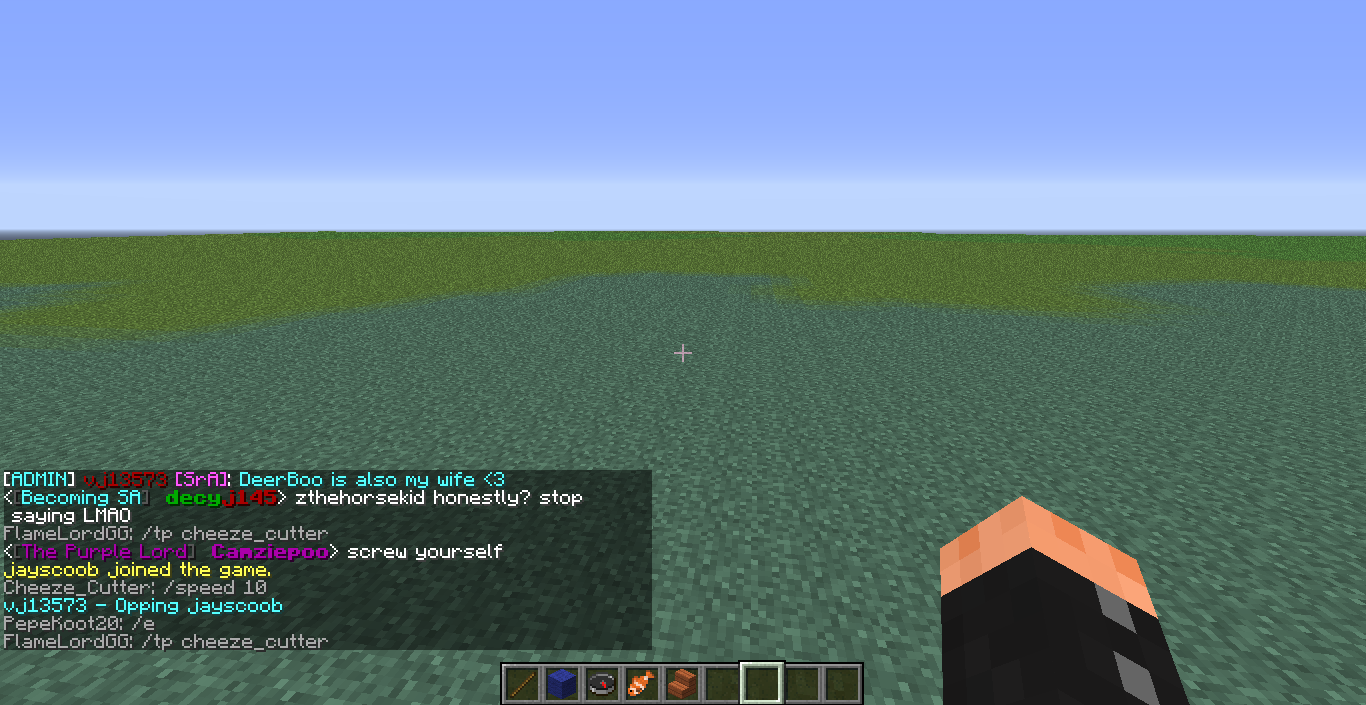 [ADMIN] vj13573 [SrA]: DeerBoo is also my wife <3
<[Becoming SA] decyj145> zthehorsekid honestly? stop
saying LMAO
FlameLordGG: /tp cheeze_cutter
<[The Purple Lord] Camziepoo> screw yourself
jayscoob joined the game.
Cheeze_Cutter: /speed 10
vj13573 - Opping jayscoob
PepeKoot20: /e
FlameLordGG: /tp cheeze_cutter